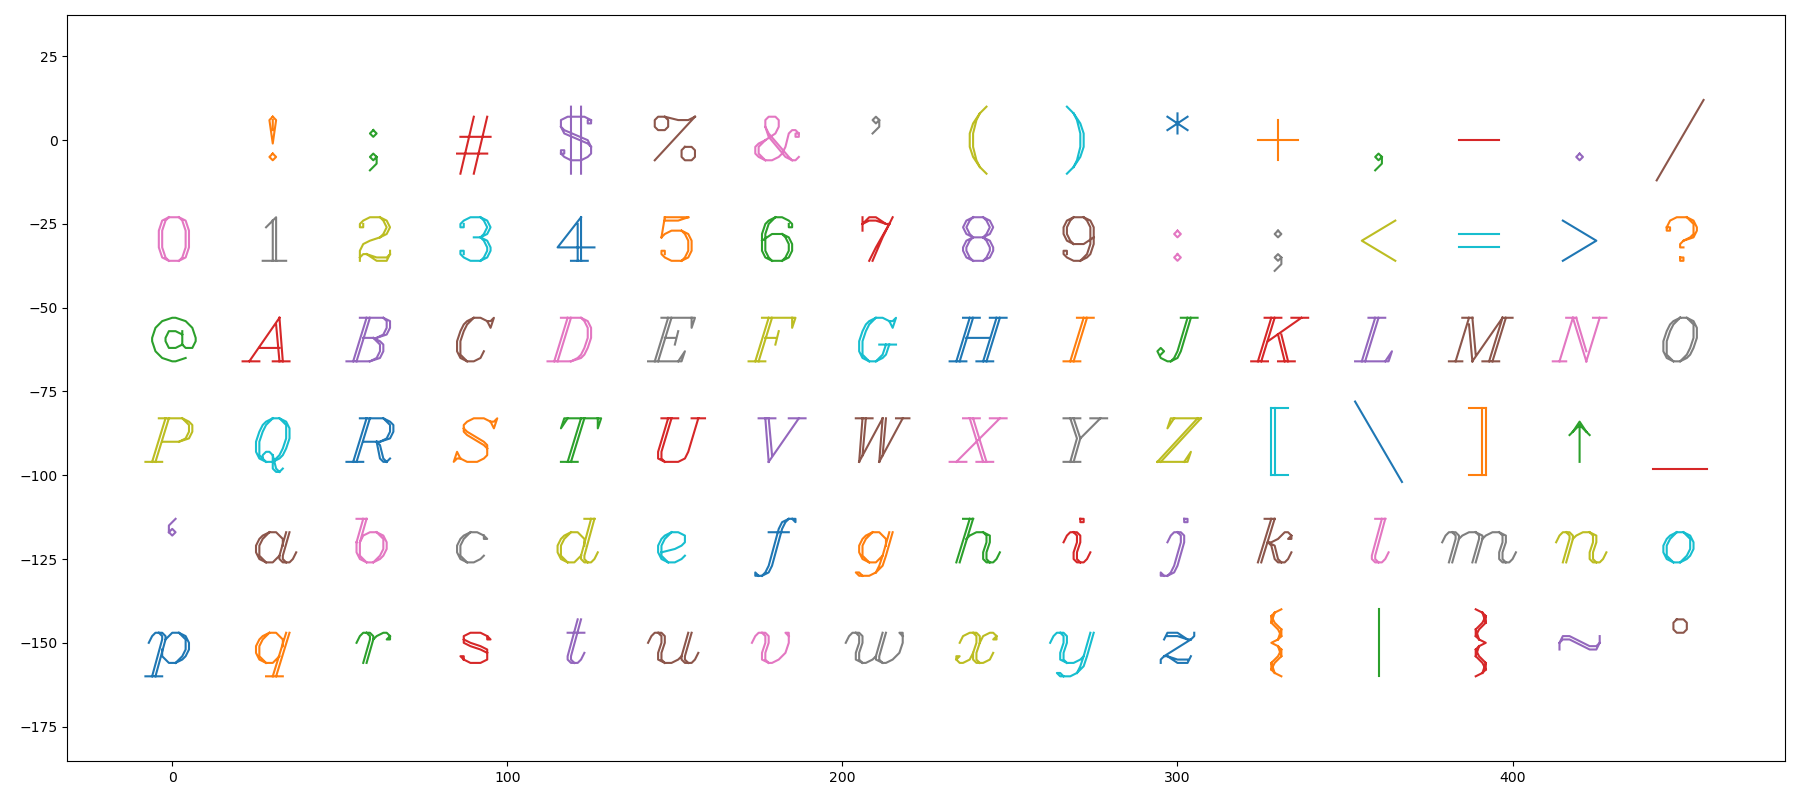 25
! ; # $ % & ’ ( ) * + , — . /
0
0 1 2 3 4 5 6 7 8 9 : ; < = > ?
−25
−50
@ A B C D E F G H I J K L M N O
−75
P Q R S T U V W X Y Z [ \ ] ↑ _
−100
‘ a b c d e f g h i j k l m n o
−125
p q r s t u v w x y z { | } ~ °
−150
−175
0 100 200 300 400